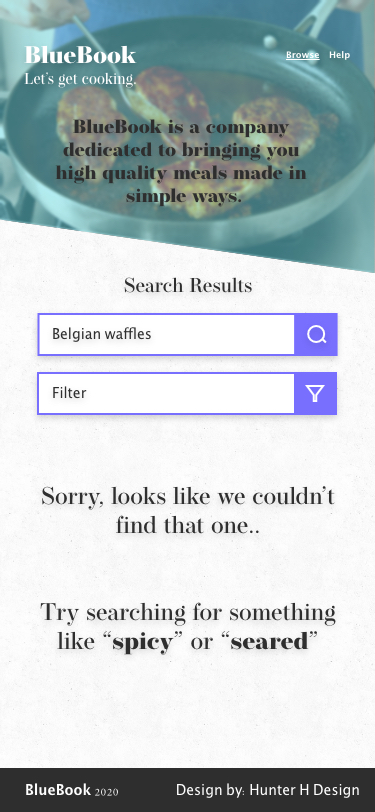 BlueBook
Browse Help
Let's get cooking.
BlueBook is a company
dedicated to bringing you
high quality meals made in
simple ways.
Search Results
Belgian waffles
Filter
Sorry, looks like we couldn't
find that one..
Try searching for something
like “spicy” or “seared”
BlueBook 2020 Design by: Hunter H Design